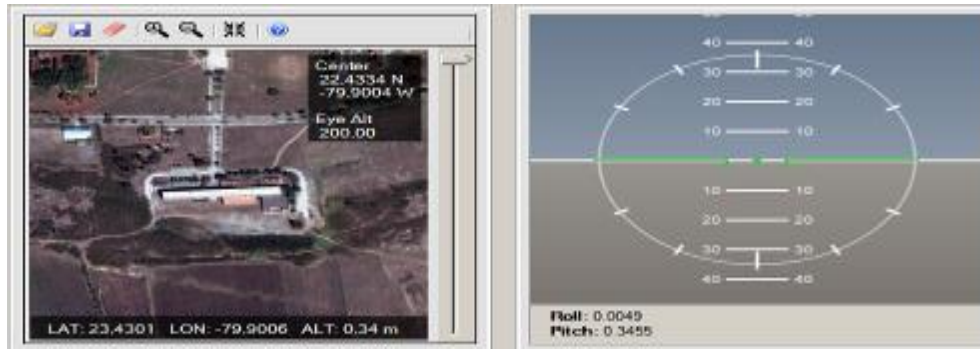 Center
22.4334 N
-79.9004 W
Eye Alt
200.00
LAT: 23,4301 LON: -79,9006 ALT: 0,34 m
40 40
30 30
20 20
10 10
10 10
20 20
30 30
40 40
Roll: 0.0049
Pitch: 0.3455